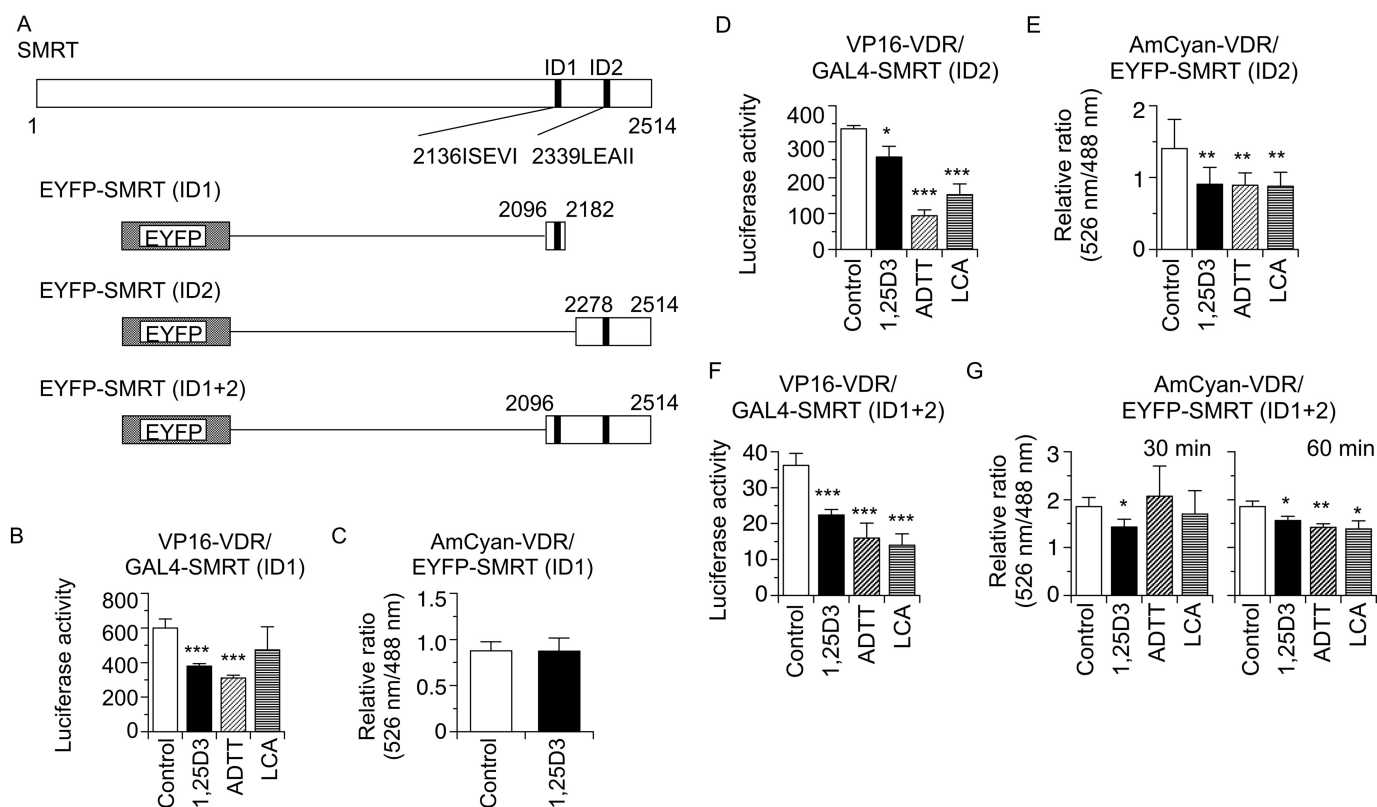 A
SMRT
ID1 ID2
1
2514
2136ISEVI 2339LEAII
EYFP-SMRT (ID1)
2096 2182
EYFP
EYFP-SMRT (ID2)
2278 2514
EYFP
EYFP-SMRT (ID1+2)
2096 2514
EYFP
B
VP16-VDR/
GAL4-SMRT (ID1)
Luciferase activity
800
600
400
200
0
*** ***
Control
1,25D3
ADTT
LCA
C
AmCyan-VDR/
EYFP-SMRT (ID1)
Relative ratio
(526 nm/488 nm)
1.5
1.0
0.5
0
Control
1,25D3
D
VP16-VDR/
GAL4-SMRT (ID2)
Luciferase activity
400
300
200
100
0
* *** ***
Control
1,25D3
ADTT
LCA
E
AmCyan-VDR/
EYFP-SMRT (ID2)
Relative ratio
(526 nm/488 nm)
2
1
0
** ** **
Control
1,25D3
ADTT
LCA
F
VP16-VDR/
GAL4-SMRT (ID1+2)
Luciferase activity
40
30
20
10
0
*** *** ***
Control
1,25D3
ADTT
LCA
G
AmCyan-VDR/
EYFP-SMRT (ID1+2)
Relative ratio
(526 nm/488 nm)
3
2
1
0
30 min
*
Control
1,25D3
ADTT
LCA
60 min
* ** *
Control
1,25D3
ADTT
LCA